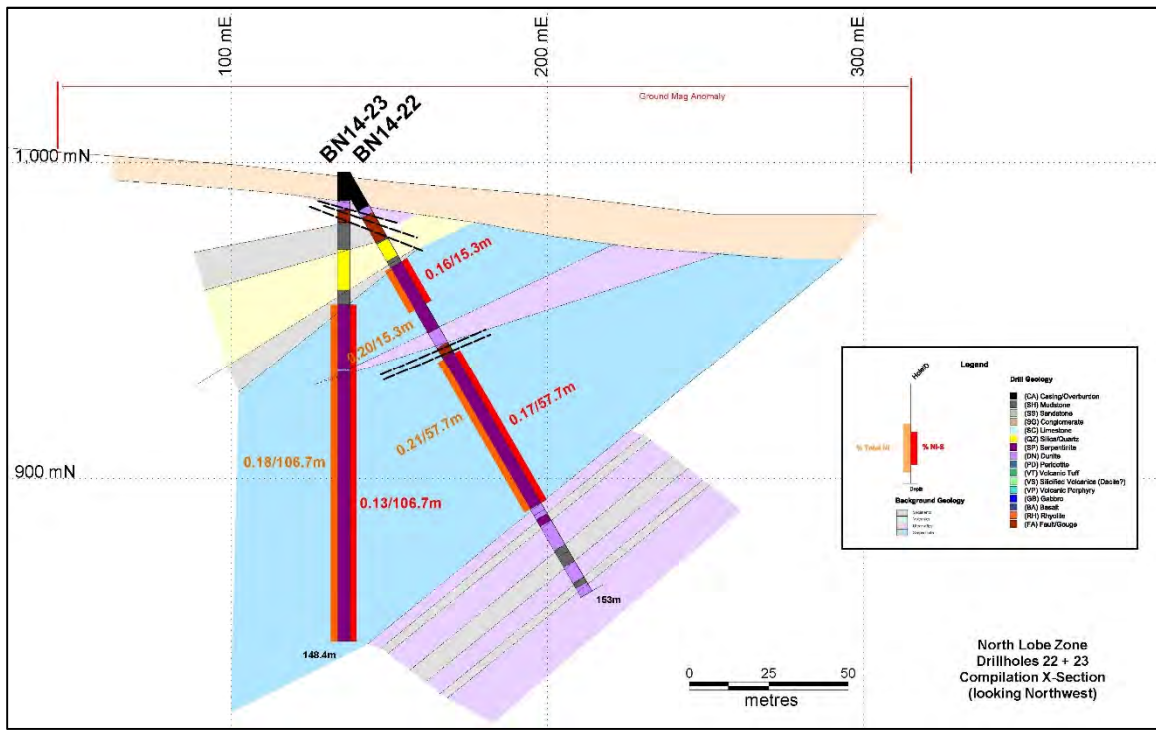 100 mE
200 mE
300 mE
Ground Mag Anomaly
BN14-23
BN14-22
1,000 mN
0.16/15.3m
0.20/15.3m
0.17/57.7m
0.21/57.7m
0.18/106.7m
0.13/106.7m
900 mN
153m
148.4m
Legend
HoleID
Drill Geology
% Total Ni
% Ni-S
Depth
(CA) Casing/Overburden
(SH) Mudstone
(SS) Sandstone
(SG) Conglomerate
(SC) Limestone
(QZ) Silica/Quartz
(SP) Serpentinite
(DN) Dunite
(PD) Peridotite
(VT) Volcanic Tuff
(VS) Silicified Volcanics (Dacite?)
(VP) Volcanic Porphyry
(GB) Gabbro
(BA) Basalt
(RH) Rhyolite
(FA) Fault/Gouge
Background Geology
0 25 50
metres
North Lobe Zone
Drillholes 22 + 23
Compilation X-Section
(looking Northwest)